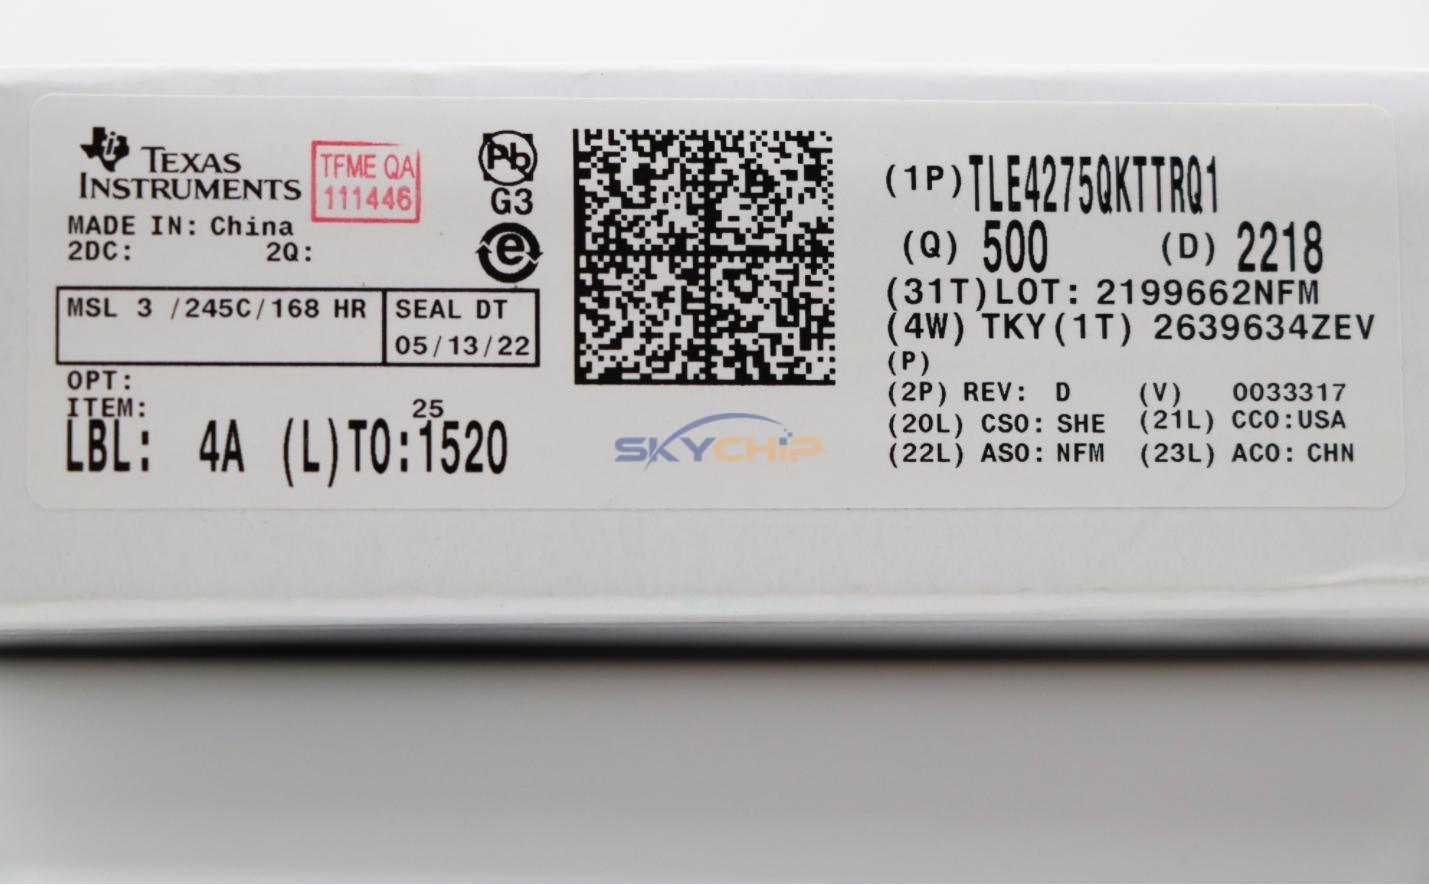 TEXAS
INSTRUMENTS
TFME QA
111446
MADE IN: China
2DC: 2Q:
MSL 3 /245C/168 HR
SEAL DT
05/13/22
OPT:
ITEM: 25
LBL: 4A (L)TO:1520
Pb
G3
e
SKYCHIP
(1P)TLE4275QKTTRQ1
(Q) 500 (D) 2218
(31T)LOT: 2199662NFM
(4W) TKY(1T) 2639634ZEV
(P)
(2P) REV: D (V) 0033317
(20L) CSO: SHE (21L) CCO:USA
(22L) ASO: NFM (23L) ACO: CHN